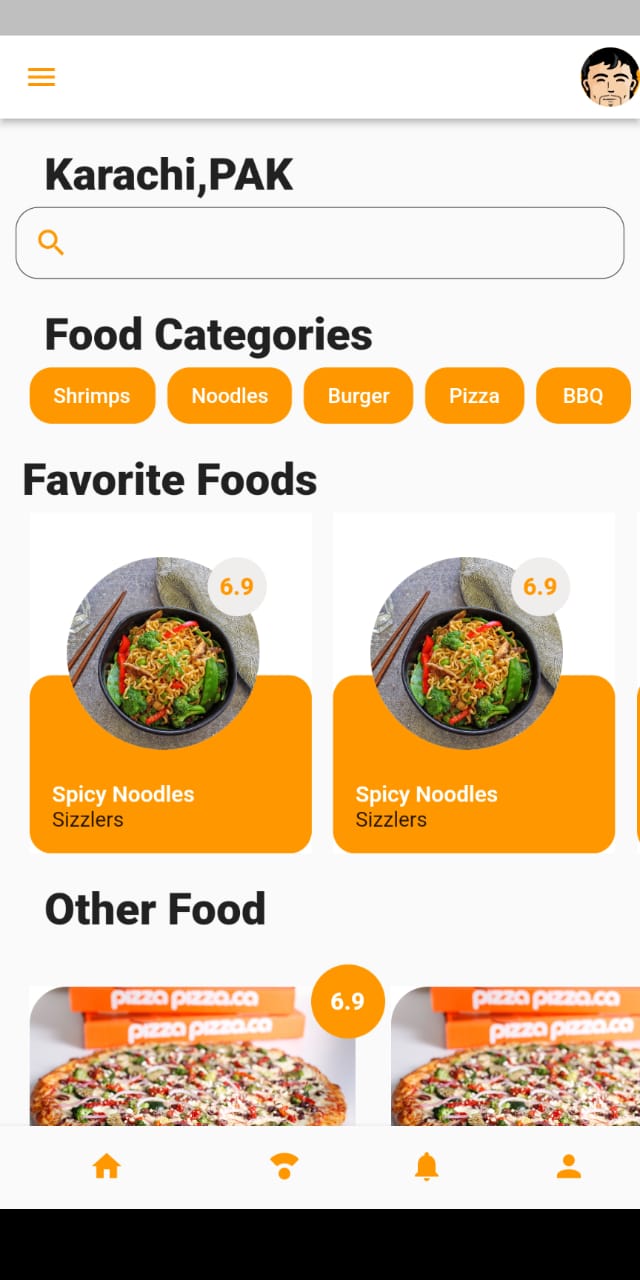 Karachi,PAK
Food Categories
Shrimps
Noodles
Burger
Pizza
BBQ
Favorite Foods
6.9
6.9
Spicy Noodles
Sizzlers
Spicy Noodles
Sizzlers
Other Food
6.9
pizza pizza.ca
pizza pizza.ca
pizza pizza.ca
pizza pizza.ca